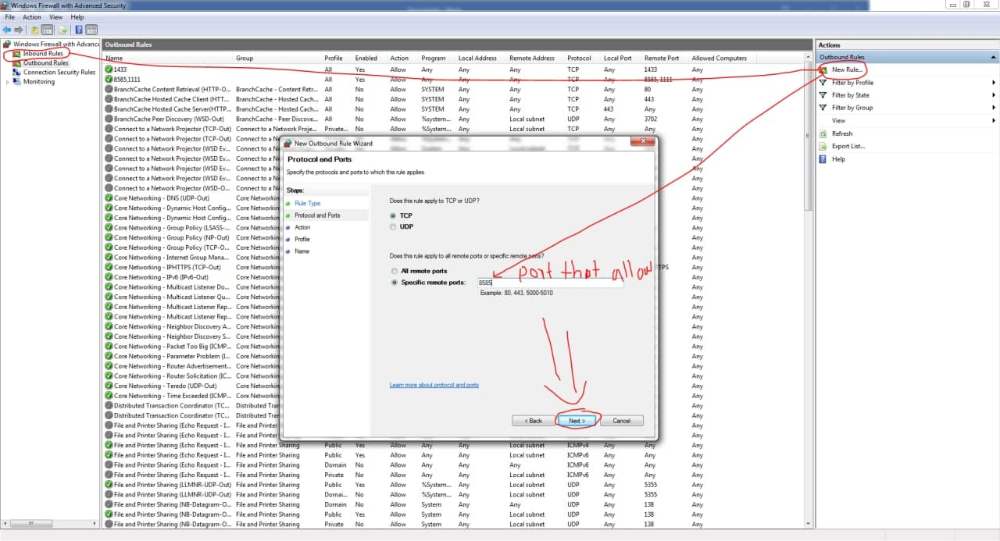 Windows Firewall with Advanced Security
File Action View Help
Windows Firewall with Advance
Inbound Rules
Outbound Rules
Connection Security Rules
Monitoring
Outbound Rules
Name Group Profile Enabled Action Program Local Address Remote Address Protocol Local Port Remote Port Allowed Computers
1433 All Yes Allow Any Any Any TCP Any 1433 Any
8585,1111 All Yes Allow Any Any Any TCP Any 8585, 1111 Any
BranchCache Content Retrieval (HTTP-O... BranchCache - Content Retr... All No Allow SYSTEM Any Any TCP Any 80 Any
BranchCache Hosted Cache Client (HTT... BranchCache - Hosted Cach... All No Allow SYSTEM Any Any TCP Any 443 Any
BranchCache Hosted Cache Server(HTTP... BranchCache - Hosted Cach... All No Allow SYSTEM Any Any TCP 443 Any Any
BranchCache Peer Discovery (WSD-Out) BranchCache - Peer Discove... All No Allow %System... Any Local subnet UDP Any 3702 Any
Connect to a Network Projector (TCP-Out) Connect to a Network Proje... Private... No Allow %System... Any Local subnet TCP Any Any Any
Connect to a Network Projector (TCP-Out) Connect to a Ne Any
Connect to a Network Projector (WSD Ev... Connect to a Ne Any
Connect to a Network Projector (WSD Ev... Connect to a Ne Any
Connect to a Network Projector (WSD Ev... Connect to a Ne Any
Connect to a Network Projector (WSD Ev... Connect to a Ne Any
Connect to a Network Projector (WSD-O... Connect to a Ne Any
Core Networking - DNS (UDP-Out) Core Networkin Any
Core Networking - Dynamic Host Config... Core Networkin Any
Core Networking - Dynamic Host Config... Core Networkin Any
Core Networking - Group Policy (LSASS-... Core Networkin Any
Core Networking - Group Policy (NP-Out) Core Networkin Any
Core Networking - Group Policy (TCP-O... Core Networkin Any
Core Networking - Internet Group Mana... Core Networkin Any
Core Networking - IPHTTPS (TCP-Out) Core Networkin TPS Any
Core Networking - IPv6 (IPv6-Out) Core Networkin Any
Core Networking - Multicast Listener Do... Core Networkin Any
Core Networking - Multicast Listener Qu... Core Networkin Any
Core Networking - Multicast Listener Rep... Core Networkin Any
Core Networking - Multicast Listener Rep... Core Networkin Any
Core Networking - Neighbor Discovery A... Core Networkin Any
Core Networking - Neighbor Discovery S... Core Networkin Any
Core Networking - Packet Too Big (ICMP... Core Networkin Any
Core Networking - Parameter Problem (I... Core Networkin Any
Core Networking - Router Advertisement... Core Networkin Any
Core Networking - Router Solicitation (IC... Core Networkin Any
Core Networking - Teredo (UDP-Out) Core Networkin Any
Core Networking - Time Exceeded (ICMP... Core Networkin Any
Distributed Transaction Coordinator (TC... Distributed Tran Any
Distributed Transaction Coordinator (TC... Distributed Tran Any
File and Printer Sharing (Echo Request - I... File and Printer Any
File and Printer Sharing (Echo Request - I... File and Printer Any
File and Printer Sharing (Echo Request - I... File and Printer Sharing Public Yes Allow Any Any Local subnet ICMPv4 Any Any Any
File and Printer Sharing (Echo Request - I... File and Printer Sharing Public Yes Allow Any Any Local subnet ICMPv6 Any Any Any
File and Printer Sharing (Echo Request - I... File and Printer Sharing Domain No Allow Any Any Any ICMPv6 Any Any Any
File and Printer Sharing (Echo Request - I... File and Printer Sharing Private No Allow Any Any Local subnet ICMPv6 Any Any Any
File and Printer Sharing (LLMNR-UDP-Out) File and Printer Sharing Public Yes Allow %System... Any Local subnet UDP Any 5355 Any
File and Printer Sharing (LLMNR-UDP-Out) File and Printer Sharing Domai... No Allow %System... Any Local subnet UDP Any 5355 Any
File and Printer Sharing (NB-Datagram-O... File and Printer Sharing Domain No Allow System Any Any UDP Any 138 Any
File and Printer Sharing (NB-Datagram-O... File and Printer Sharing Public Yes Allow System Any Local subnet UDP Any 138 Any
File and Printer Sharing (NB-Datagram-O... File and Printer Sharing Private No Allow System Any Local subnet UDP Any 138 Any
New Outbound Rule Wizard
Protocol and Ports
Specify the protocols and ports to which this rule applies.
Steps:
Rule Type
Protocol and Ports
Action
Profile
Name
Does this rule apply to TCP or UDP?
TCP
UDP
Does this rule apply to all remote ports or specific remote ports?
All remote ports
Specific remote ports: 8585
port that allow
Example: 80, 443, 5000-5010
Learn more about protocol and ports
< Back Next > Cancel
Actions
Outbound Rules
New Rule...
Filter by Profile
Filter by State
Filter by Group
View
Refresh
Export List...
Help